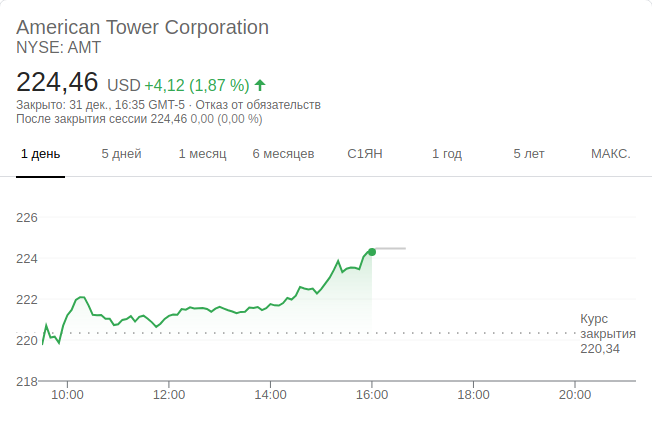 American Tower Corporation
NYSE: AMT
224,46 USD +4,12 (1,87 %)
Закрыто: 31 дек., 16:35 GMT-5 · Отказ от обязательств
После закрытия сессии 224,46 0,00 (0,00 %)
1 день 5 дней 1 месяц 6 месяцев С1ЯН 1 год 5 лет МАКС.
226
224
222
Курс
закрытия
220,34
220
218
10:00 12:00 14:00 16:00 18:00 20:00